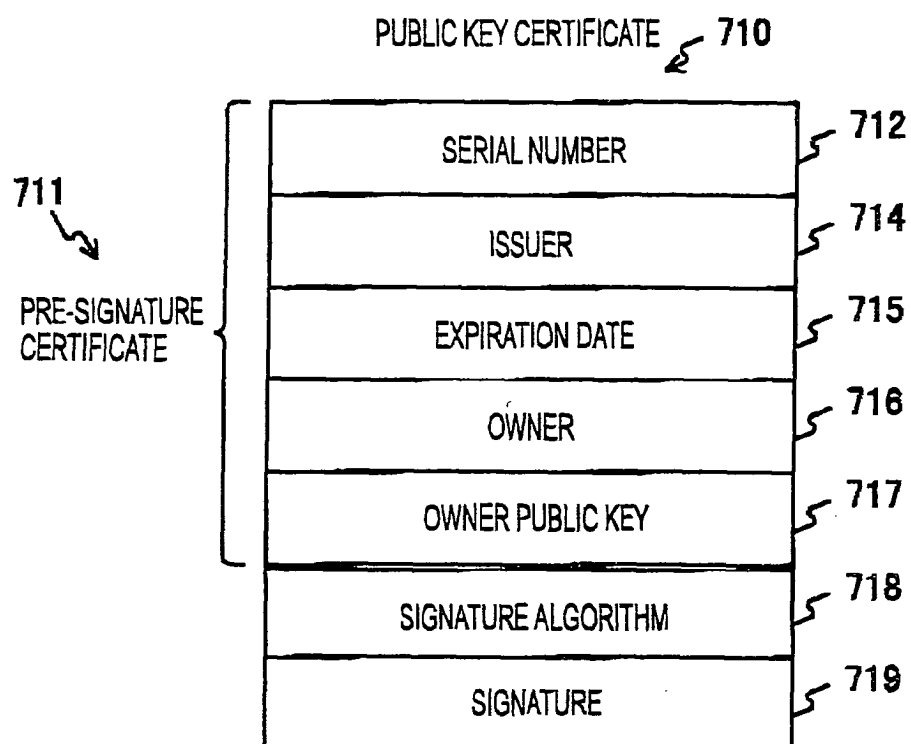 PUBLIC KEY CERTIFICATE 710
SERIAL NUMBER 712
711
ISSUER 714
PRE-SIGNATURE
CERTIFICATE
EXPIRATION DATE 715
OWNER 716
OWNER PUBLIC KEY 717
SIGNATURE ALGORITHM 718
SIGNATURE 719